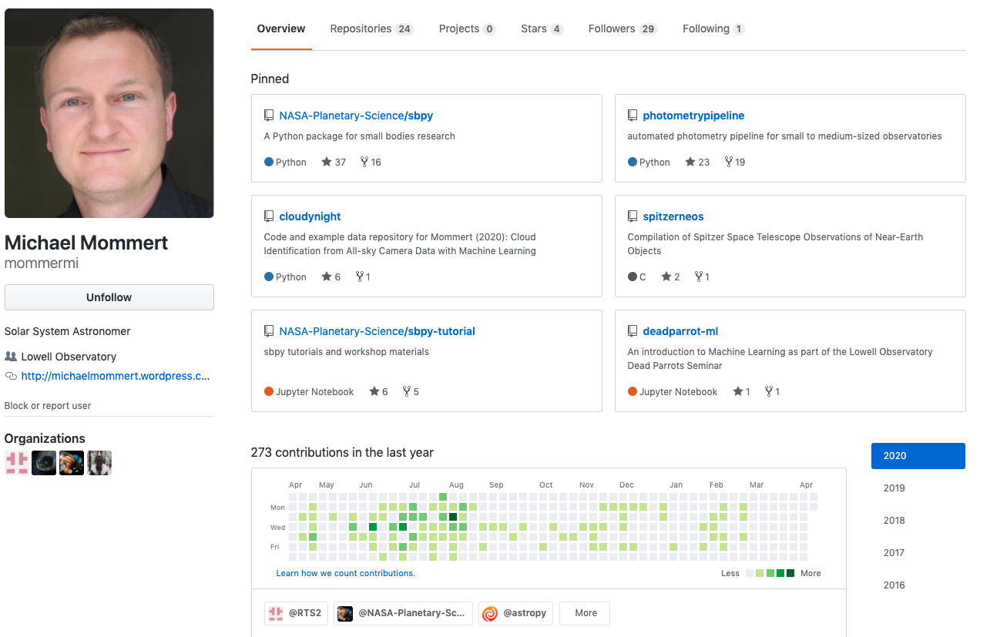 Overview Repositories 24 Projects 0 Stars 4 Followers 29 Following 1
Michael Mommert
mommermi
Unfollow
Solar System Astronomer
Lowell Observatory
http://michaelmommert.wordpress.c...
Block or report user
Organizations
Pinned
NASA-Planetary-Science/sbpy
A Python package for small bodies research
Python 37 16
photometrypipeline
automated photometry pipeline for small to medium-sized observatories
Python 23 19
cloudynight
Code and example data repository for Mommert (2020): Cloud
Identification from All-sky Camera Data with Machine Learning
Python 6 1
spitzerneos
Compilation of Spitzer Space Telescope Observations of Near-Earth
Objects
C 2 1
NASA-Planetary-Science/sbpy-tutorial
sbpy tutorials and workshop materials
Jupyter Notebook 6 5
deadparrot-ml
An introduction to Machine Learning as part of the Lowell Observatory
Dead Parrots Seminar
Jupyter Notebook 1 1
273 contributions in the last year
Apr May Jun Jul Aug Sep Oct Nov Dec Jan Feb Mar Apr
Mon
Wed
Fri
Learn how we count contributions.
Less More
@RTS2 @NASA-Planetary-Sc... @astropy More
2020
2019
2018
2017
2016